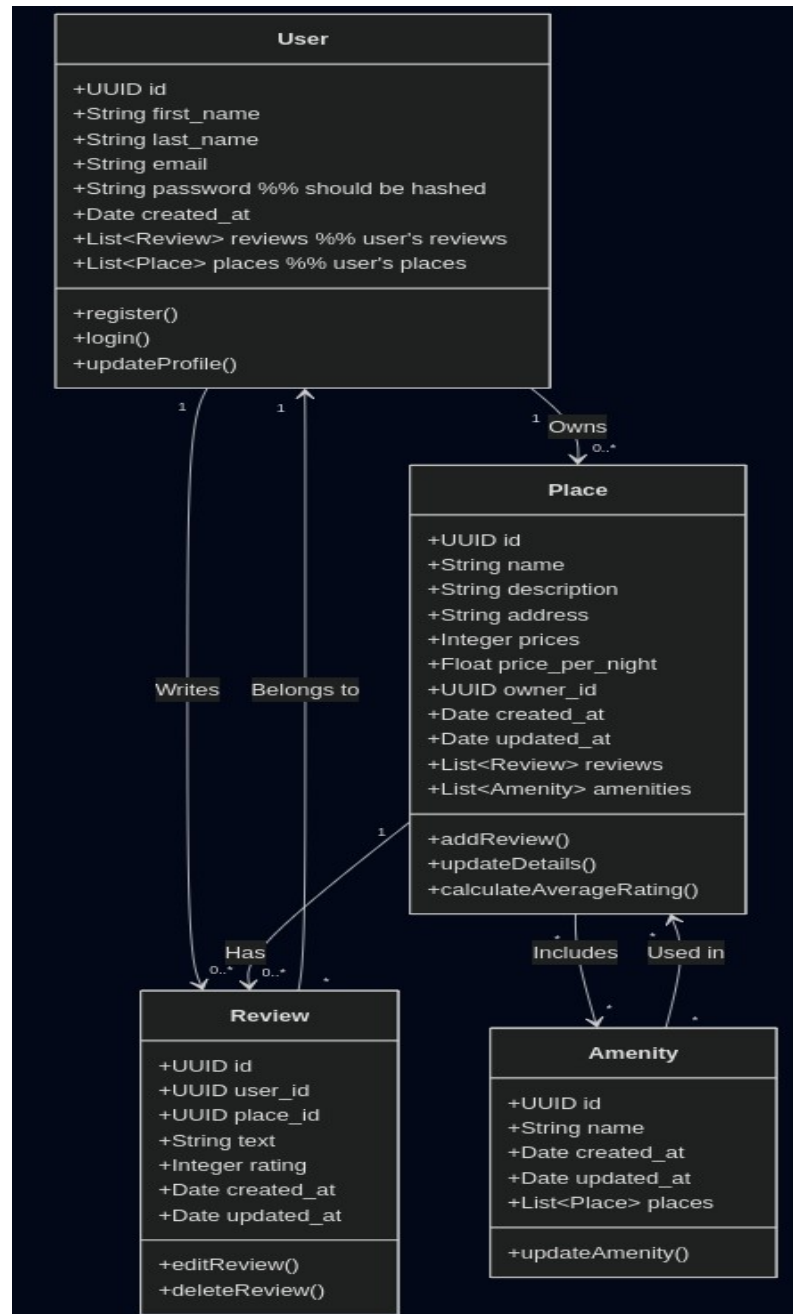 User
+UUID id
+String first_name
+String last_name
+String email
+String password %% should be hashed
+Date created_at
+List<Review> reviews %% user's reviews
+List<Place> places %% user's places
+register()
+login()
+updateProfile()
1
1
1
Owns
0..*
Place
+UUID id
+String name
+String description
+String address
+Integer prices
+Float price_per_night
+UUID owner_id
+Date created_at
+Date updated_at
+List<Review> reviews
+List<Amenity> amenities
+addReview()
+updateDetails()
+calculateAverageRating()
Writes
Belongs to
1
Has
0..*
0..*
*
*
Includes
*
Used in
*
*
Review
+UUID id
+UUID user_id
+UUID place_id
+String text
+Integer rating
+Date created_at
+Date updated_at
+editReview()
+deleteReview()
Amenity
+UUID id
+String name
+Date created_at
+Date updated_at
+List<Place> places
+updateAmenity()